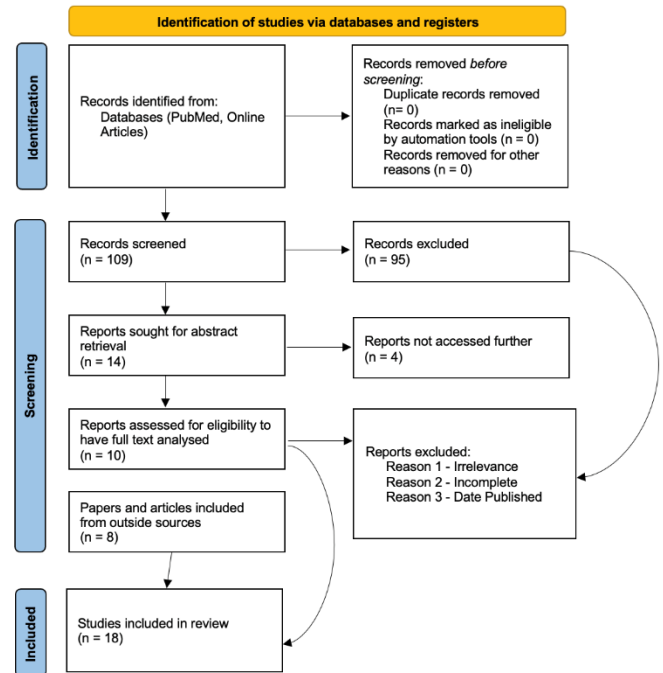 Identification of studies via databases and registers
Identification
Records identified from:
Databases (PubMed, Online
Articles)
Records removed before
screening:
Duplicate records removed
(n= 0)
Records marked as ineligible
by automation tools (n = 0)
Records removed for other
reasons (n = 0)
Screening
Records screened
(n = 109)
Records excluded
(n = 95)
Reports sought for abstract
retrieval
(n = 14)
Reports not accessed further
(n = 4)
Reports assessed for eligibility to
have full text analysed
(n = 10)
Reports excluded:
Reason 1 - Irrelevance
Reason 2 - Incomplete
Reason 3 - Date Published
Papers and articles included
from outside sources
(n = 8)
Included
Studies included in review
(n = 18)